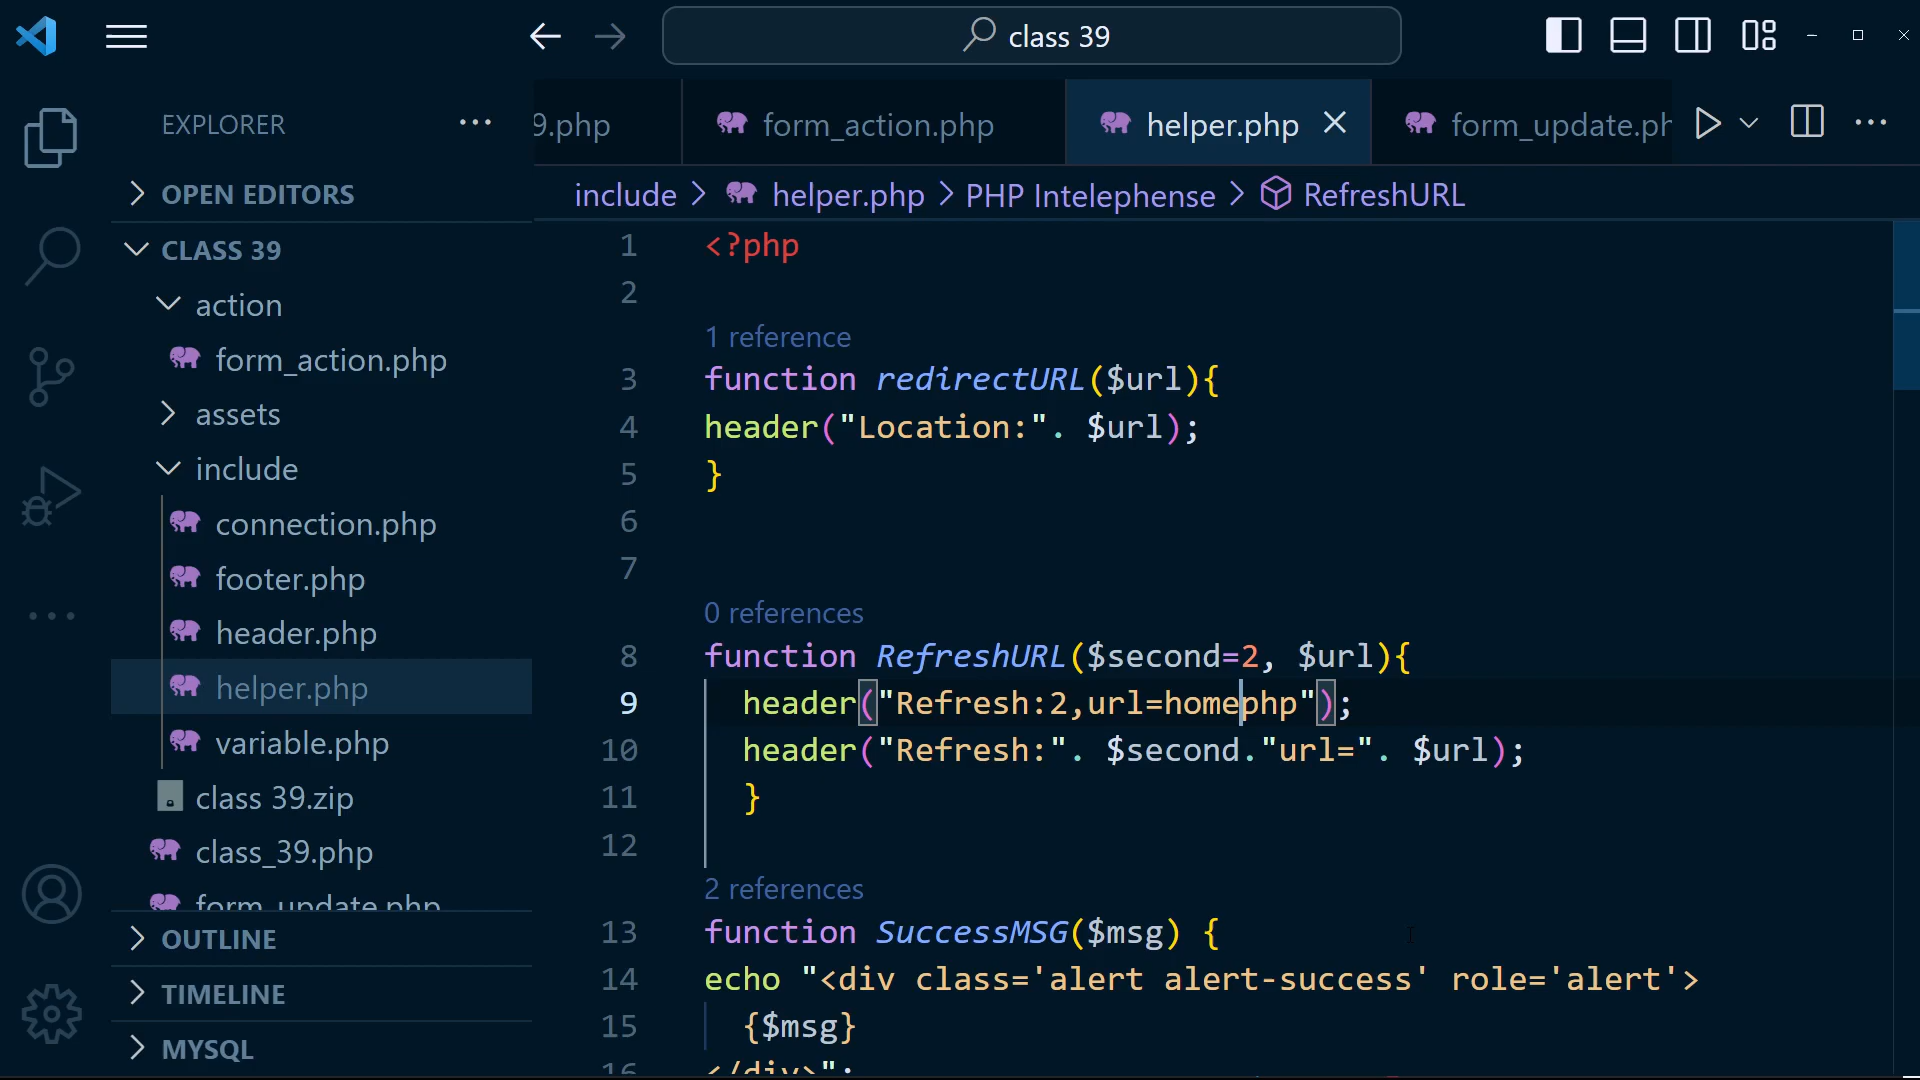 class 39
EXPLORER
9.php
form_action.php
helper.php
form_update.ph
OPEN EDITORS
include > helper.php > PHP Intelephense > RefreshURL
CLASS 39
action
form_action.php
assets
include
connection.php
footer.php
header.php
helper.php
variable.php
class 39.zip
class_39.php
form_update.php
OUTLINE
TIMELINE
MYSQL
1 <?php
2
1 reference
3 function redirectURL($url){
4 header("Location:". $url);
5 }
6
7
0 references
8 function RefreshURL($second=2, $url){
9 header("Refresh:2,url=homephp");
10 header("Refresh:". $second."url=". $url);
11 }
12
2 references
13 function SuccessMSG($msg) {
14 echo "<div class='alert alert-success' role='alert'>
15 {$msg}
16 </div>";